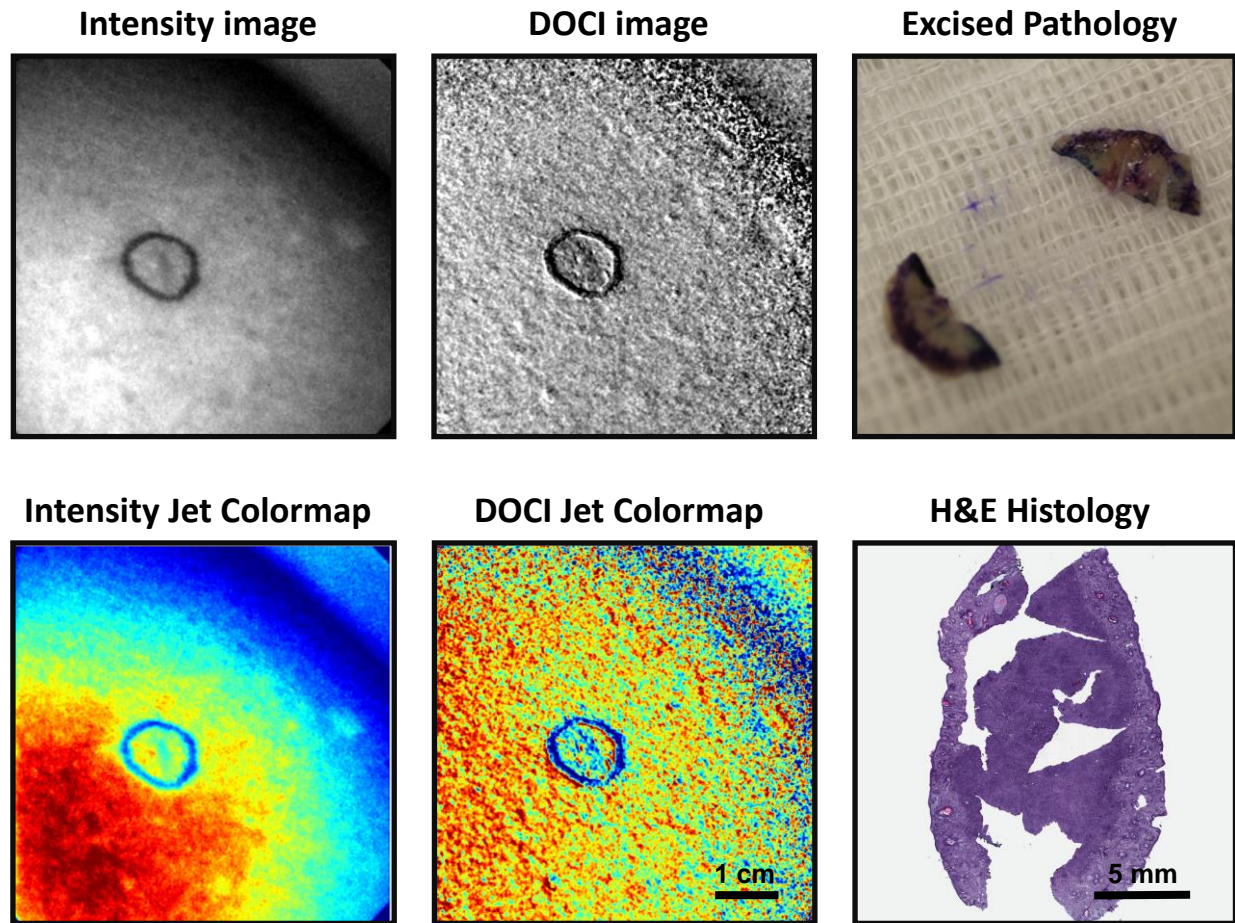 Intensity image
DOCI image
Excised Pathology
Intensity Jet Colormap
DOCI Jet Colormap
H&E Histology
1 cm
5 mm